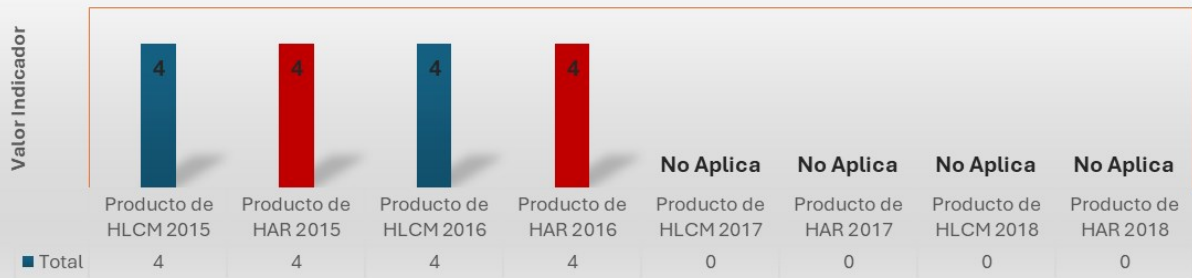 Valor Indicador
4 4 4 4
No Aplica No Aplica No Aplica No Aplica
Producto de HLCM 2015
Producto de HAR 2015
Producto de HLCM 2016
Producto de HAR 2016
Producto de HLCM 2017
Producto de HAR 2017
Producto de HLCM 2018
Producto de HAR 2018
Total 4 4 4 4 0 0 0 0